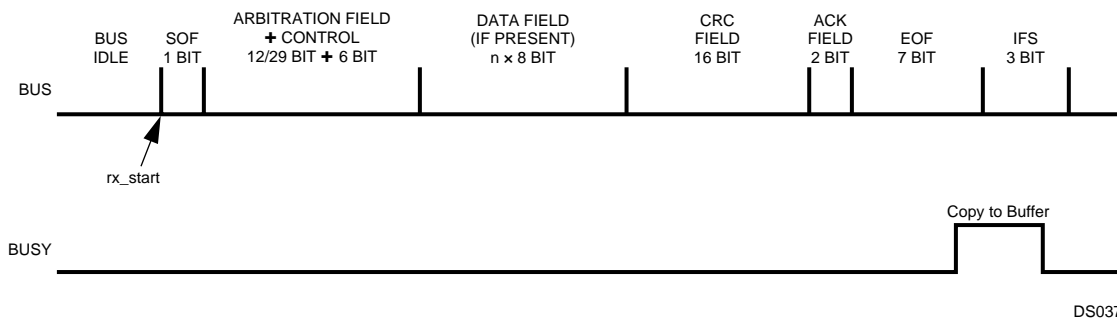 BUS
IDLE
SOF
1 BIT
ARBITRATION FIELD
+ CONTROL
12/29 BIT + 6 BIT
DATA FIELD
(IF PRESENT)
n × 8 BIT
CRC
FIELD
16 BIT
ACK
FIELD
2 BIT
EOF
7 BIT
IFS
3 BIT
BUS
rx_start
Copy to Buffer
BUSY
DS037